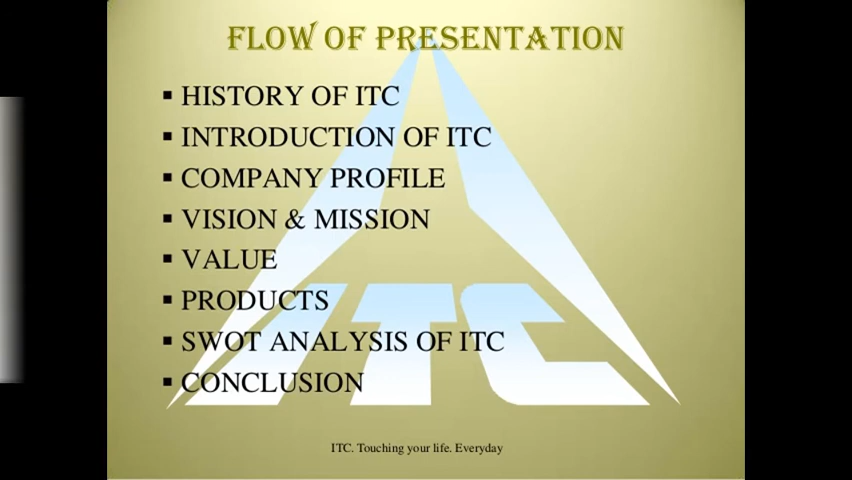 FLOW OF PRESENTATION
▪ HISTORY OF ITC
▪ INTRODUCTION OF ITC
▪ COMPANY PROFILE
▪ VISION & MISSION
▪ VALUE
▪ PRODUCTS
▪ SWOT ANALYSIS OF ITC
▪ CONCLUSION
ITC
ITC. Touching your life. Everyday